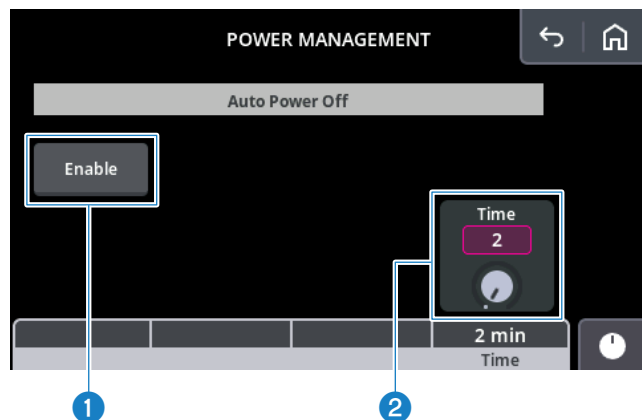 POWER MANAGEMENT
Auto Power Off
Enable
Time
2
2 min
Time
1
2